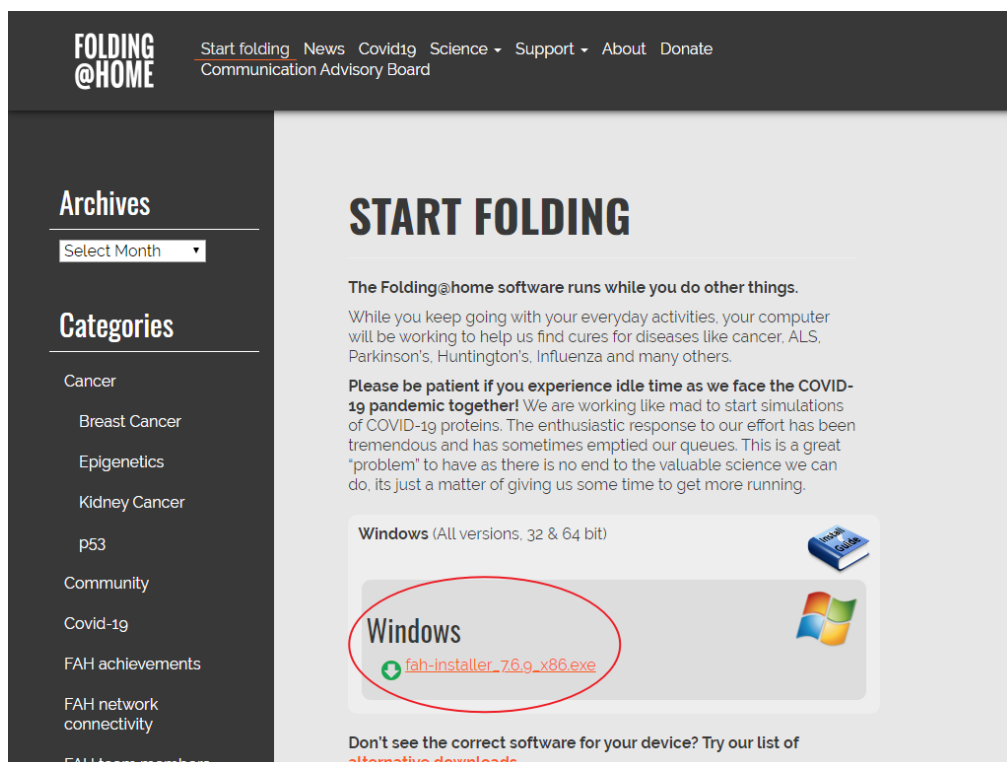 FOLDING
@HOME
Start folding News Covid19 Science Support About Donate
Communication Advisory Board
Archives
Select Month
Categories
Cancer
Breast Cancer
Epigenetics
Kidney Cancer
p53
Community
Covid-19
FAH achievements
FAH network
connectivity
FAH team members
START FOLDING
The Folding@home software runs while you do other things.
While you keep going with your everyday activities, your computer
will be working to help us find cures for diseases like cancer, ALS,
Parkinson's, Huntington's, Influenza and many others.
Please be patient if you experience idle time as we face the COVID-
19 pandemic together! We are working like mad to start simulations
of COVID-19 proteins. The enthusiastic response to our effort has been
tremendous and has sometimes emptied our queues. This is a great
"problem" to have as there is no end to the valuable science we can
do, its just a matter of giving us some time to get more running.
Windows (All versions, 32 & 64 bit)
Install
Guide
Windows
fah-installer_7.6.9_x86.exe
Don't see the correct software for your device? Try our list of
alternative downloads